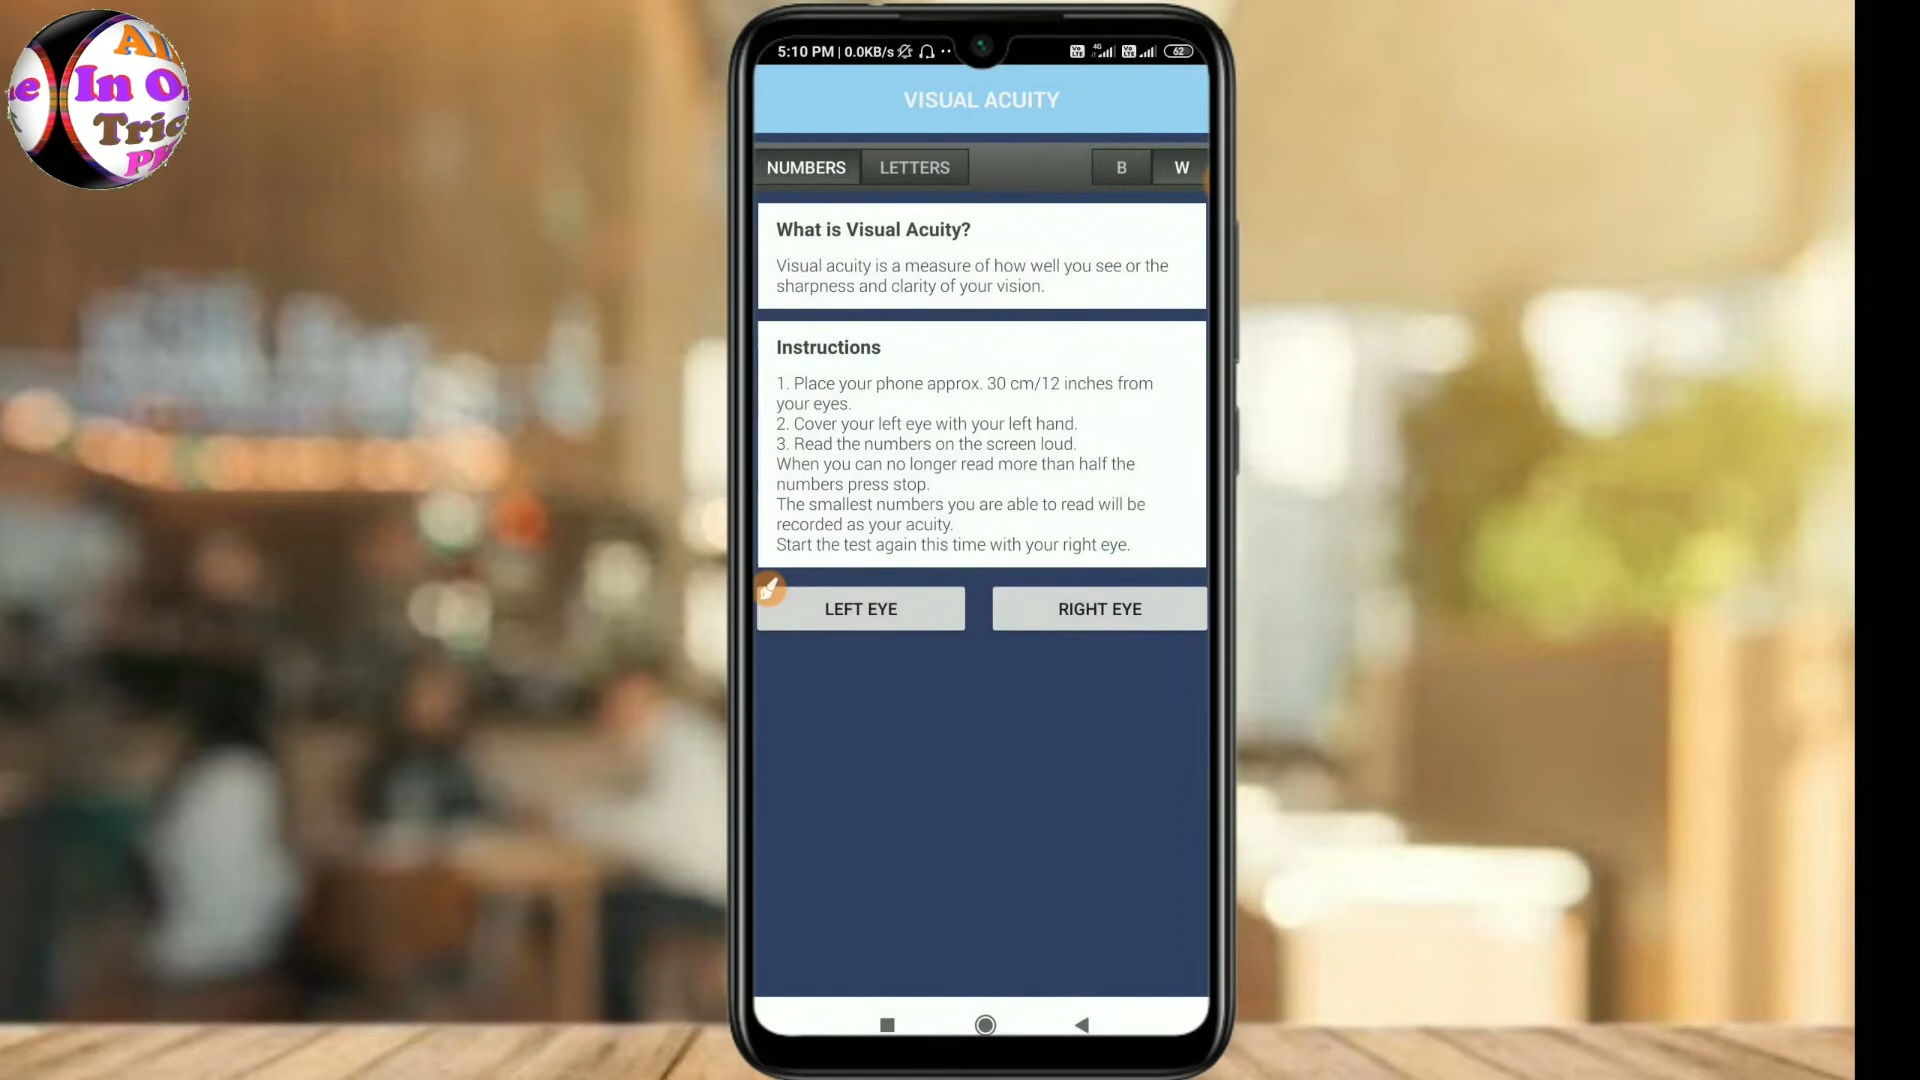 Al
e In O
Tric
5:10 PM | 0.0KB/s
4G
62
VISUAL ACUITY
NUMBERS LETTERS B W
What is Visual Acuity?
Visual acuity is a measure of how well you see or the
sharpness and clarity of your vision.
Instructions
1. Place your phone approx. 30 cm/12 inches from
your eyes.
2. Cover your left eye with your left hand.
3. Read the numbers on the screen loud.
When you can no longer read more than half the
numbers press stop.
The smallest numbers you are able to read will be
recorded as your acuity.
Start the test again this time with your right eye.
LEFT EYE RIGHT EYE